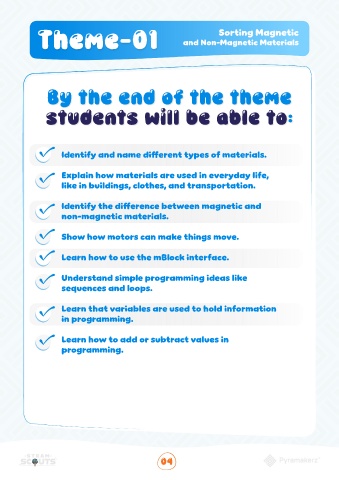 Theme-01
Sorting Magnetic
and Non-Magnetic Materials
By the end of the theme
students will be able to:
Identify and name different types of materials.
Explain how materials are used in everyday life,
like in buildings, clothes, and transportation.
Identify the difference between magnetic and
non-magnetic materials.
Show how motors can make things move.
Learn how to use the mBlock interface.
Understand simple programming ideas like
sequences and loops.
Learn that variables are used to hold information
in programming.
Learn how to add or subtract values in
programming.
SCOUTS
04